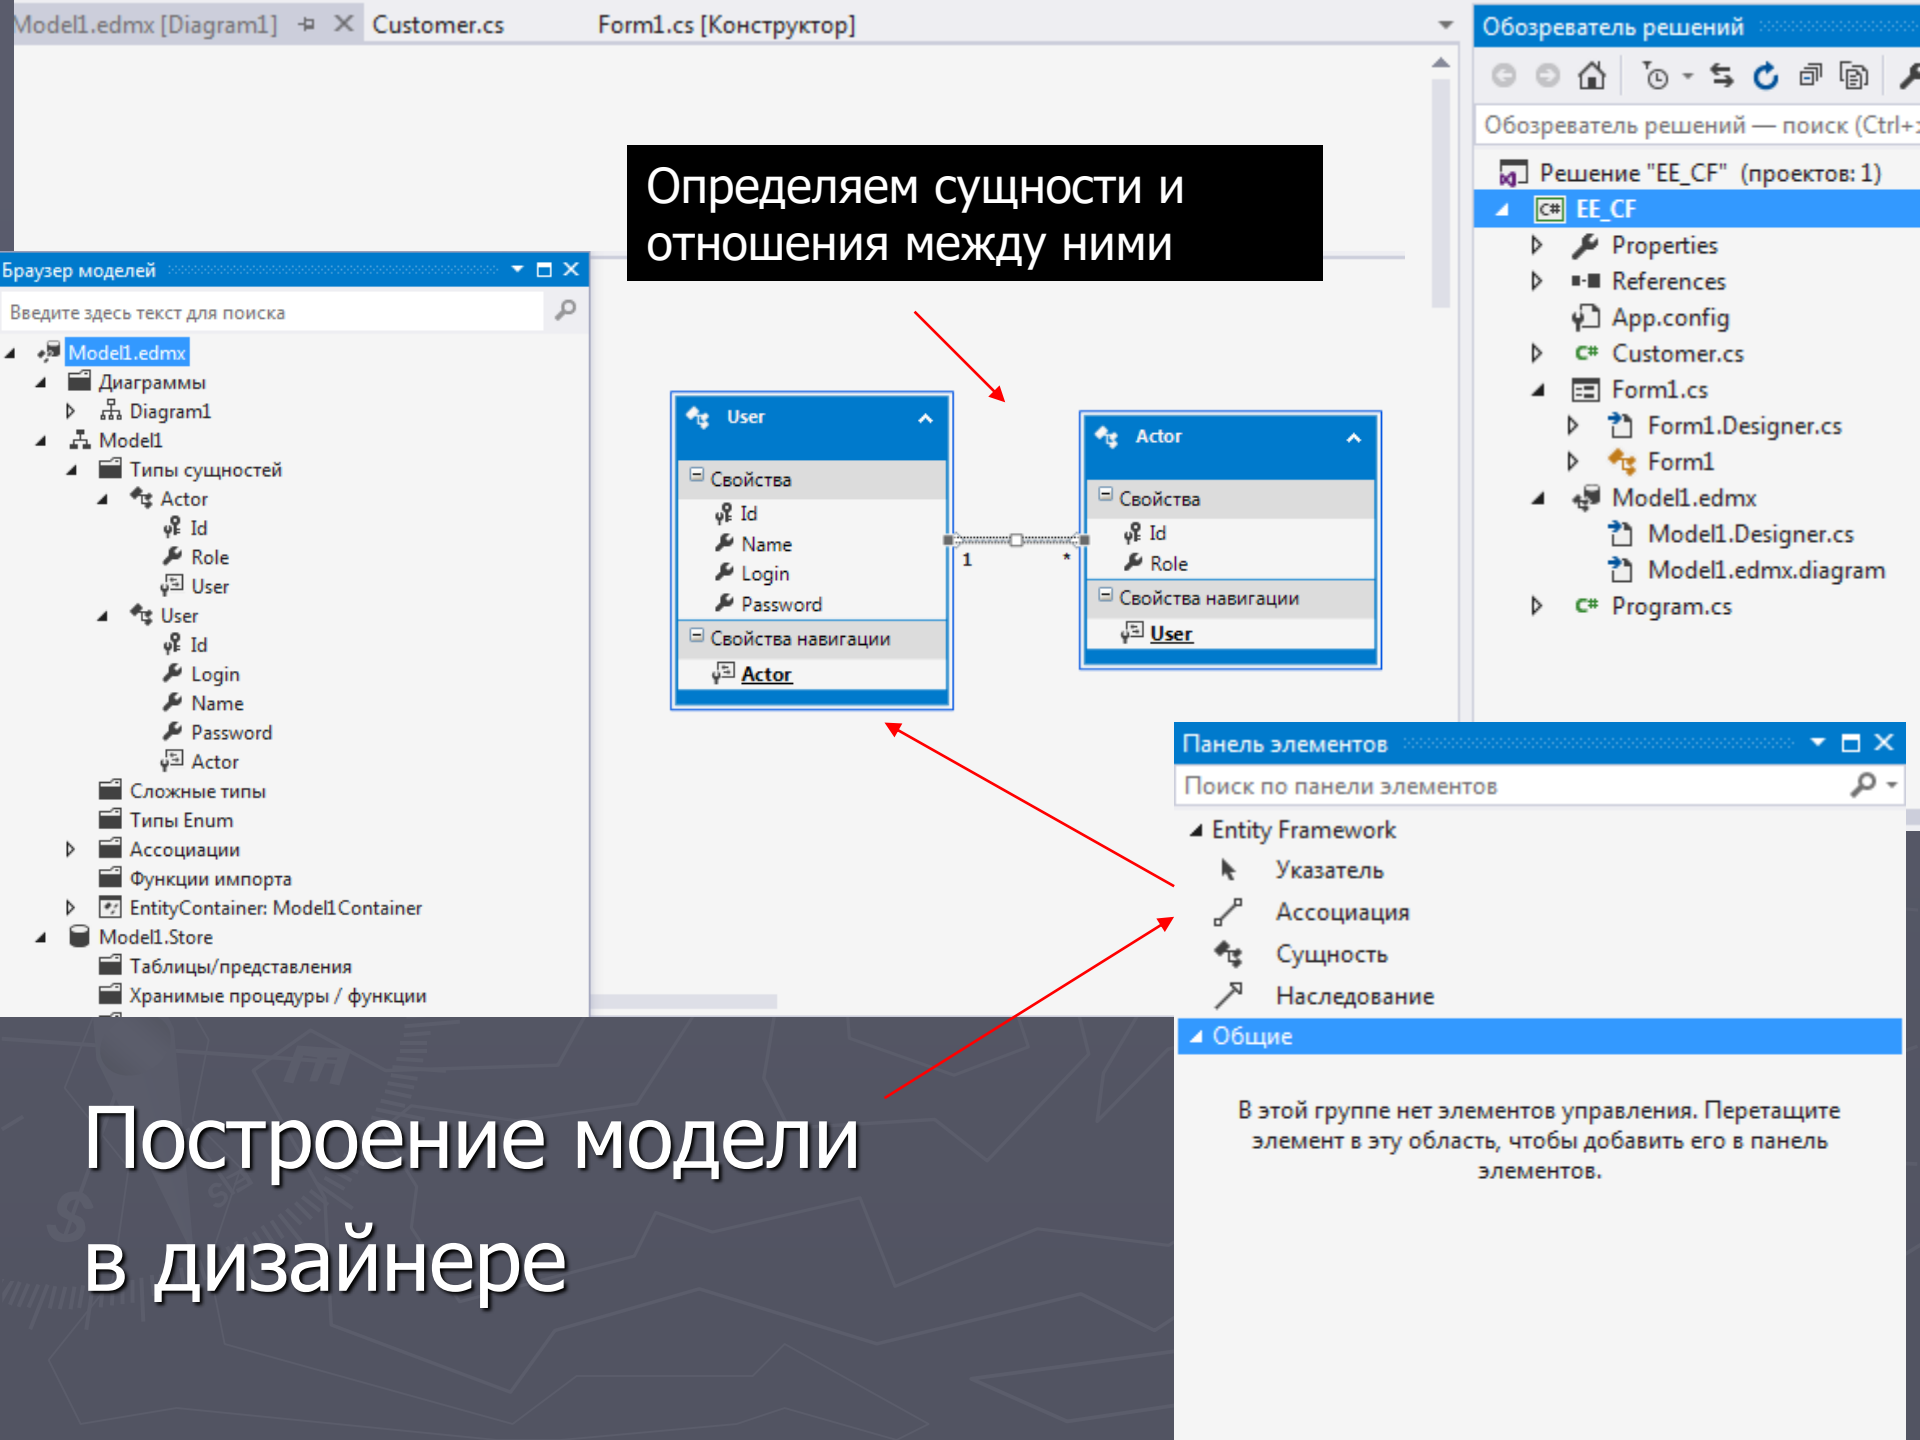 Model1.edmx [Diagram1]
Customer.cs
Form1.cs [Конструктор]
Обозреватель решений
Обозреватель решений — поиск (Ctrl+
Решение "EE_CF" (проектов: 1)
C# EE_CF
Properties
References
App.config
C# Customer.cs
Form1.cs
Form1.Designer.cs
Form1
Model1.edmx
Model1.Designer.cs
Model1.edmx.diagram
C# Program.cs
Определяем сущности и
отношения между ними
Браузер моделей
Введите здесь текст для поиска
Model1.edmx
Диаграммы
Diagram1
Model1
Типы сущностей
Actor
Id
Role
User
User
Id
Login
Name
Password
Actor
Сложные типы
Типы Enum
Ассоциации
Функции импорта
EntityContainer: Model1Container
Model1.Store
Таблицы/представления
Хранимые процедуры / функции
User
Свойства
Id
Name
Login
Password
Свойства навигации
Actor
1
*
Actor
Свойства
Id
Role
Свойства навигации
User
Панель элементов
Поиск по панели элементов
Entity Framework
Указатель
Ассоциация
Сущность
Наследование
Общие
В этой группе нет элементов управления. Перетащите
элемент в эту область, чтобы добавить его в панель
элементов.
Построение модели
в дизайнере